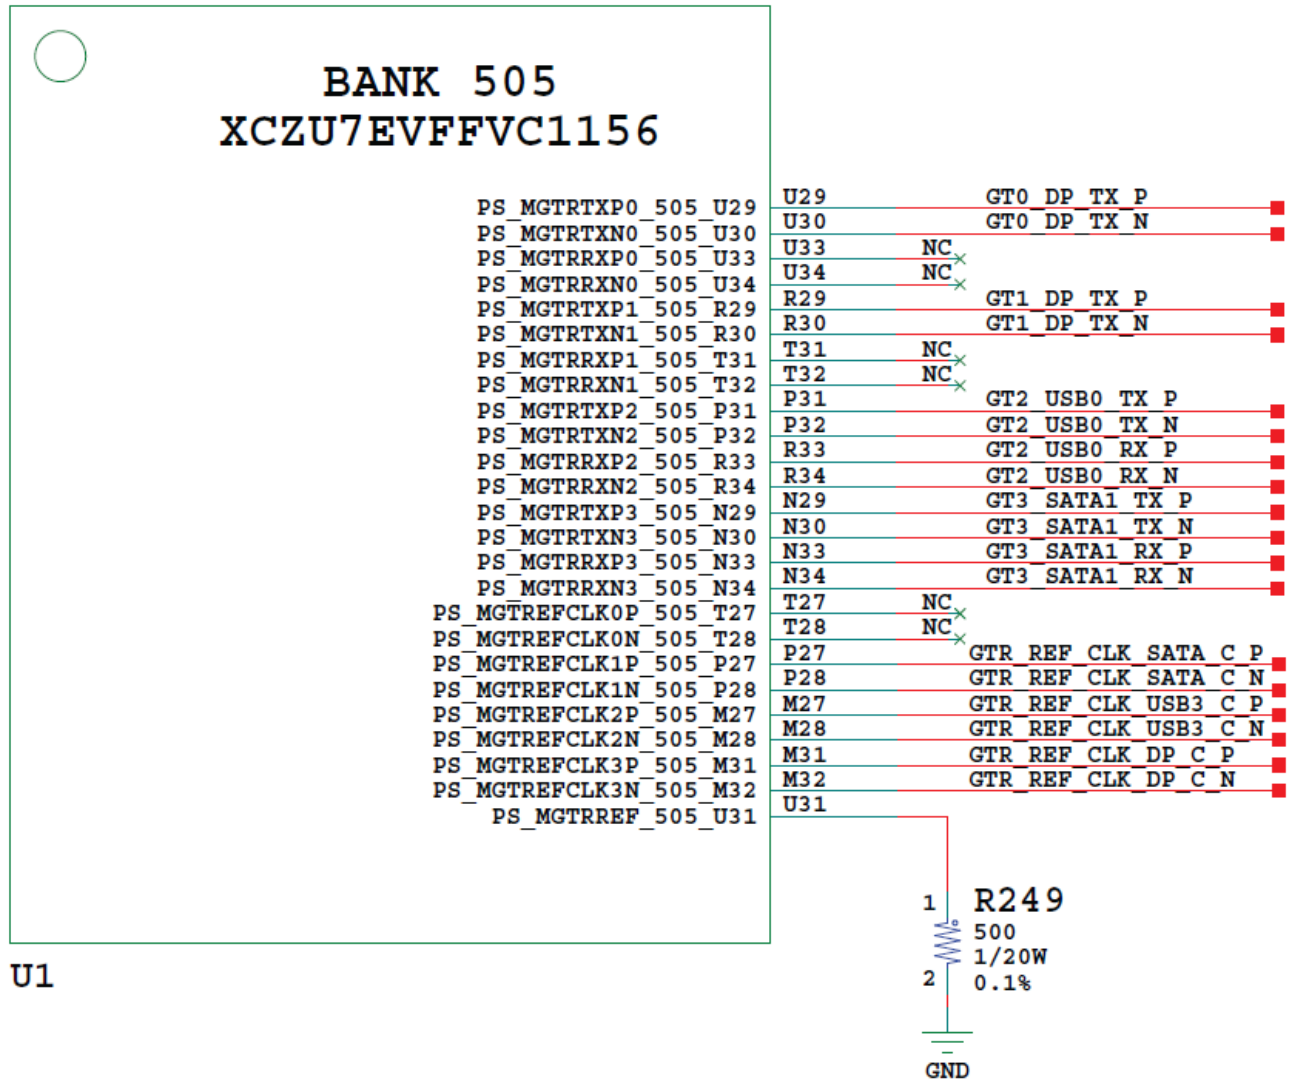 BANK 505
XCZU7EVFFVC1156
PS_MGTRTXP0_505_U29 U29 GT0_DP_TX_P
PS_MGTRTXN0_505_U30 U30 GT0_DP_TX_N
PS_MGTRRXP0_505_U33 U33 NC
PS_MGTRRXN0_505_U34 U34 NC
PS_MGTRTXP1_505_R29 R29 GT1_DP_TX_P
PS_MGTRTXN1_505_R30 R30 GT1_DP_TX_N
PS_MGTRRXP1_505_T31 T31 NC
PS_MGTRRXN1_505_T32 T32 NC
PS_MGTRTXP2_505_P31 P31 GT2_USB0_TX_P
PS_MGTRTXN2_505_P32 P32 GT2_USB0_TX_N
PS_MGTRRXP2_505_R33 R33 GT2_USB0_RX_P
PS_MGTRRXN2_505_R34 R34 GT2_USB0_RX_N
PS_MGTRTXP3_505_N29 N29 GT3_SATA1_TX_P
PS_MGTRTXN3_505_N30 N30 GT3_SATA1_TX_N
PS_MGTRRXP3_505_N33 N33 GT3_SATA1_RX_P
PS_MGTRRXN3_505_N34 N34 GT3_SATA1_RX_N
PS_MGTREFCLK0P_505_T27 T27 NC
PS_MGTREFCLK0N_505_T28 T28 NC
PS_MGTREFCLK1P_505_P27 P27 GTR_REF_CLK_SATA_C_P
PS_MGTREFCLK1N_505_P28 P28 GTR_REF_CLK_SATA_C_N
PS_MGTREFCLK2P_505_M27 M27 GTR_REF_CLK_USB3_C_P
PS_MGTREFCLK2N_505_M28 M28 GTR_REF_CLK_USB3_C_N
PS_MGTREFCLK3P_505_M31 M31 GTR_REF_CLK_DP_C_P
PS_MGTREFCLK3N_505_M32 M32 GTR_REF_CLK_DP_C_N
PS_MGTRREF_505_U31 U31
1 R249
500
1/20W
2 0.1%
U1
GND